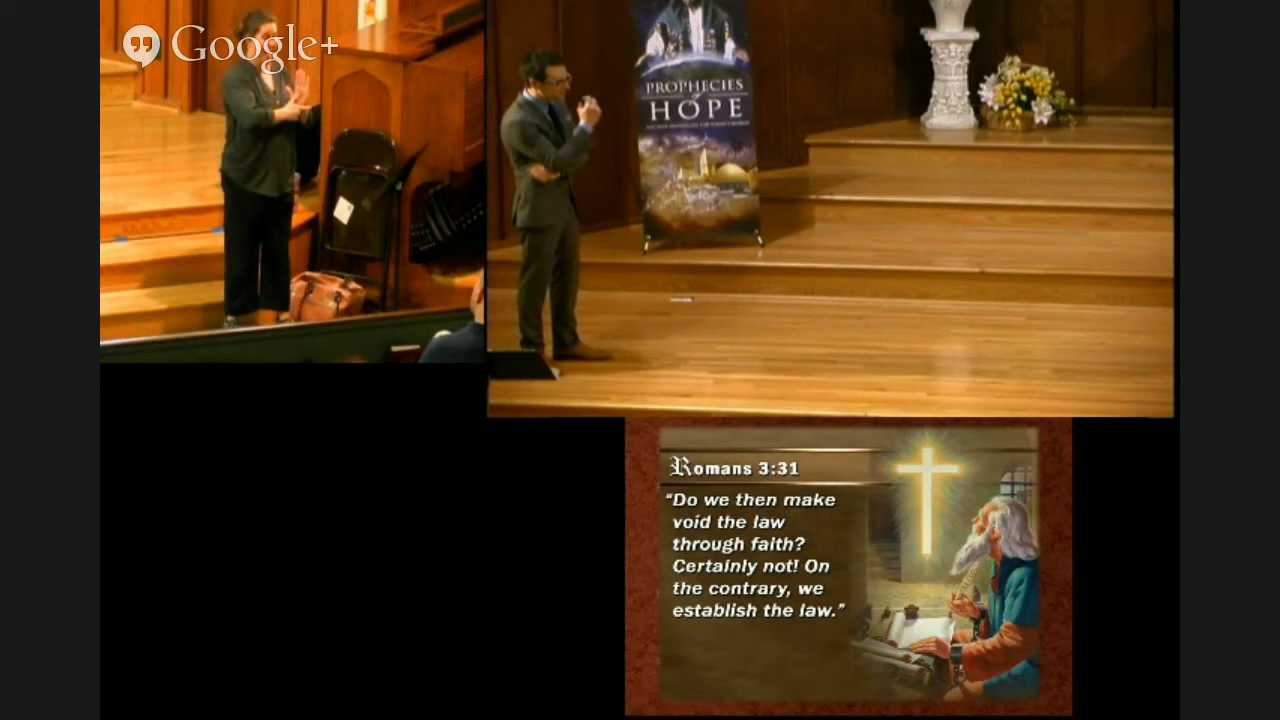 Google+
PROPHECIES
of
HOPE
Romans 3:31
“Do we then make
void the law
through faith?
Certainly not! On
the contrary, we
establish the law.”